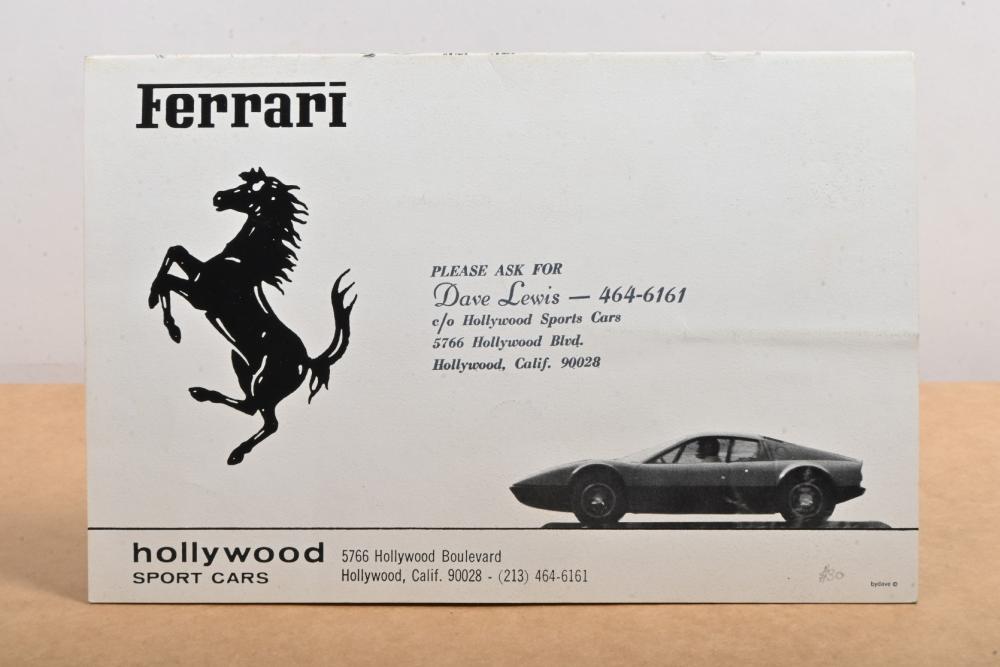 Ferrari
PLEASE ASK FOR
Dave Lewis — 464-6161
c/o Hollywood Sports Cars
5766 Hollywood Blvd.
Hollywood, Calif. 90028
hollywood
SPORT CARS
5766 Hollywood Boulevard
Hollywood, Calif. 90028 - (213) 464-6161
#30
bydave ©